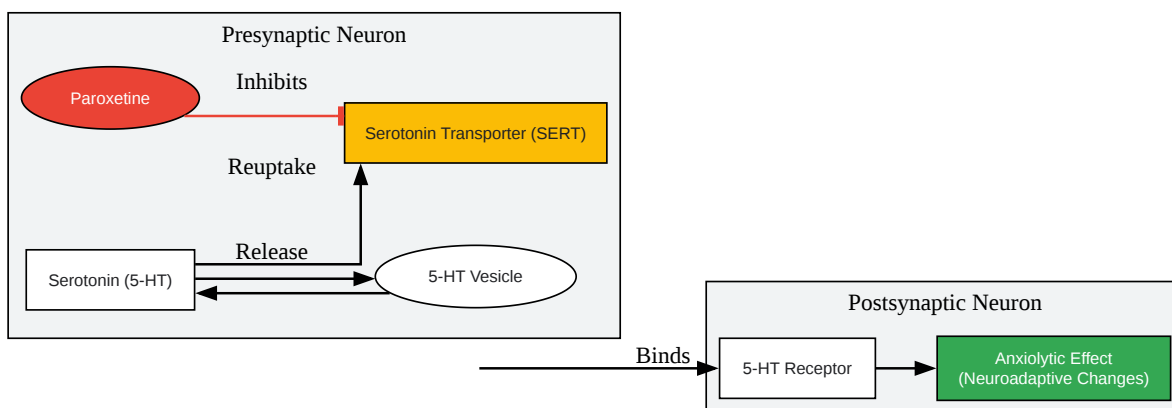 Presynaptic Neuron
Paroxetine
Inhibits
Serotonin Transporter (SERT)
Reuptake
Release
Serotonin (5-HT)
5-HT Vesicle
Postsynaptic Neuron
Binds
5-HT Receptor
Anxiolytic Effect
(Neuroadaptive Changes)